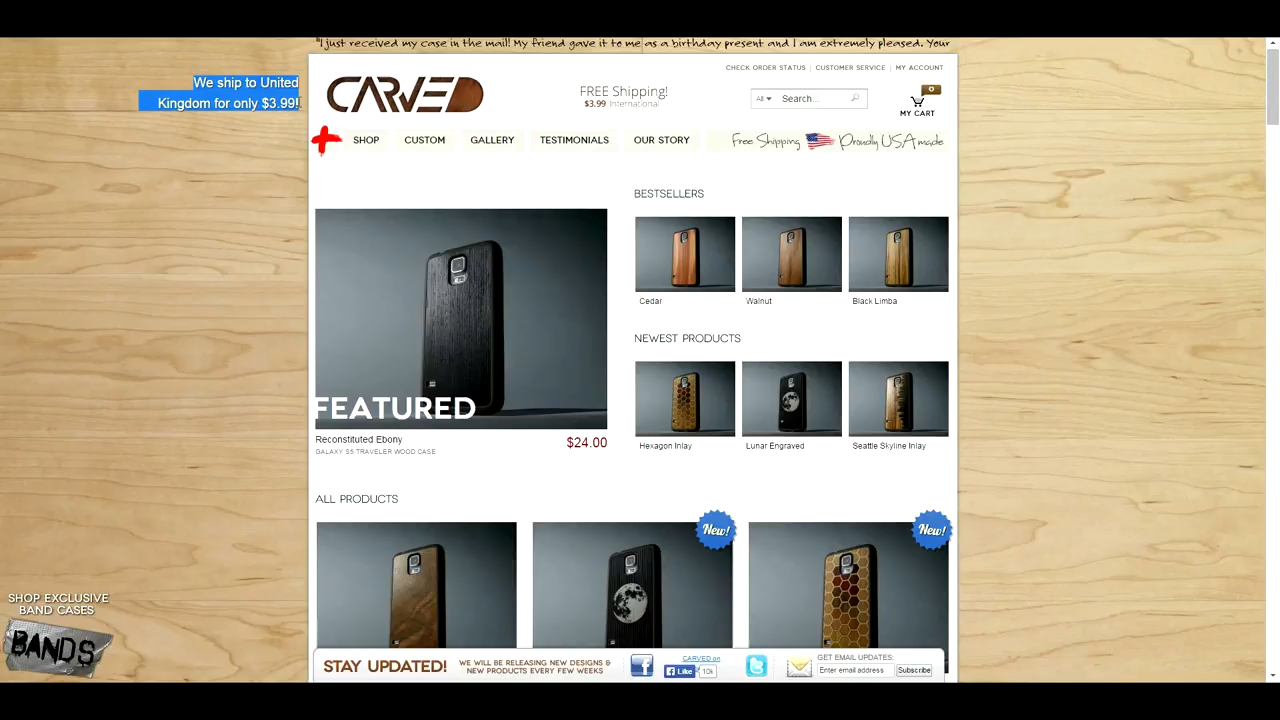 "I just received my case in the mail! My friend gave it to me as a birthday present and I am extremely pleased. Your
We ship to United
Kingdom for only $3.99!
CARVED
FREE Shipping!
$3.99 International
CHECK ORDER STATUS | CUSTOMER SERVICE | MY ACCOUNT
All
Search...
0
MY CART
SHOP
CUSTOM
GALLERY
TESTIMONIALS
OUR STORY
Free Shipping
Proudly USA made
FEATURED
Reconstituted Ebony
$24.00
GALAXY S5 TRAVELER WOOD CASE
BESTSELLERS
Cedar
Walnut
Black Limba
NEWEST PRODUCTS
Hexagon Inlay
Lunar Engraved
Seattle Skyline Inlay
ALL PRODUCTS
New!
New!
SHOP EXCLUSIVE
BAND CASES
BANDS
STAY UPDATED!
WE WILL BE RELEASING NEW DESIGNS &
NEW PRODUCTS EVERY FEW WEEKS
CARVED on
Like
10k
GET EMAIL UPDATES:
Enter email address
Subscribe